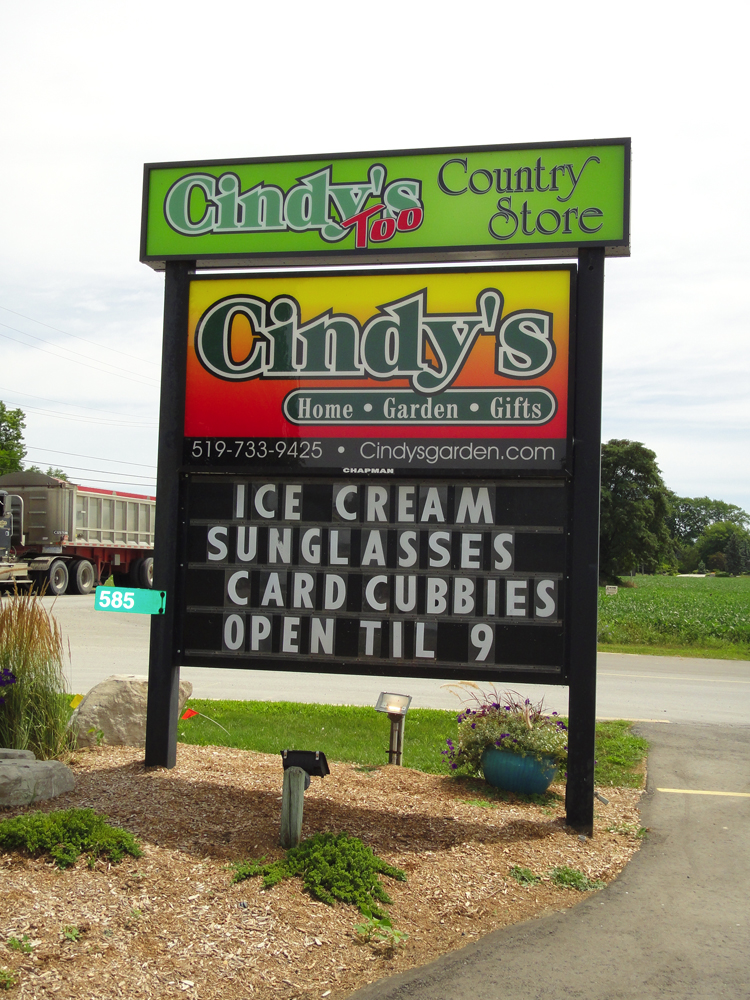 Cindy's Too Country Store
Cindy's
Home • Garden • Gifts
519-733-9425 • Cindysgarden.com
CHAPMAN
ICE CREAM
SUNGLASSES
CARD CUBBIES
OPEN TIL 9
585